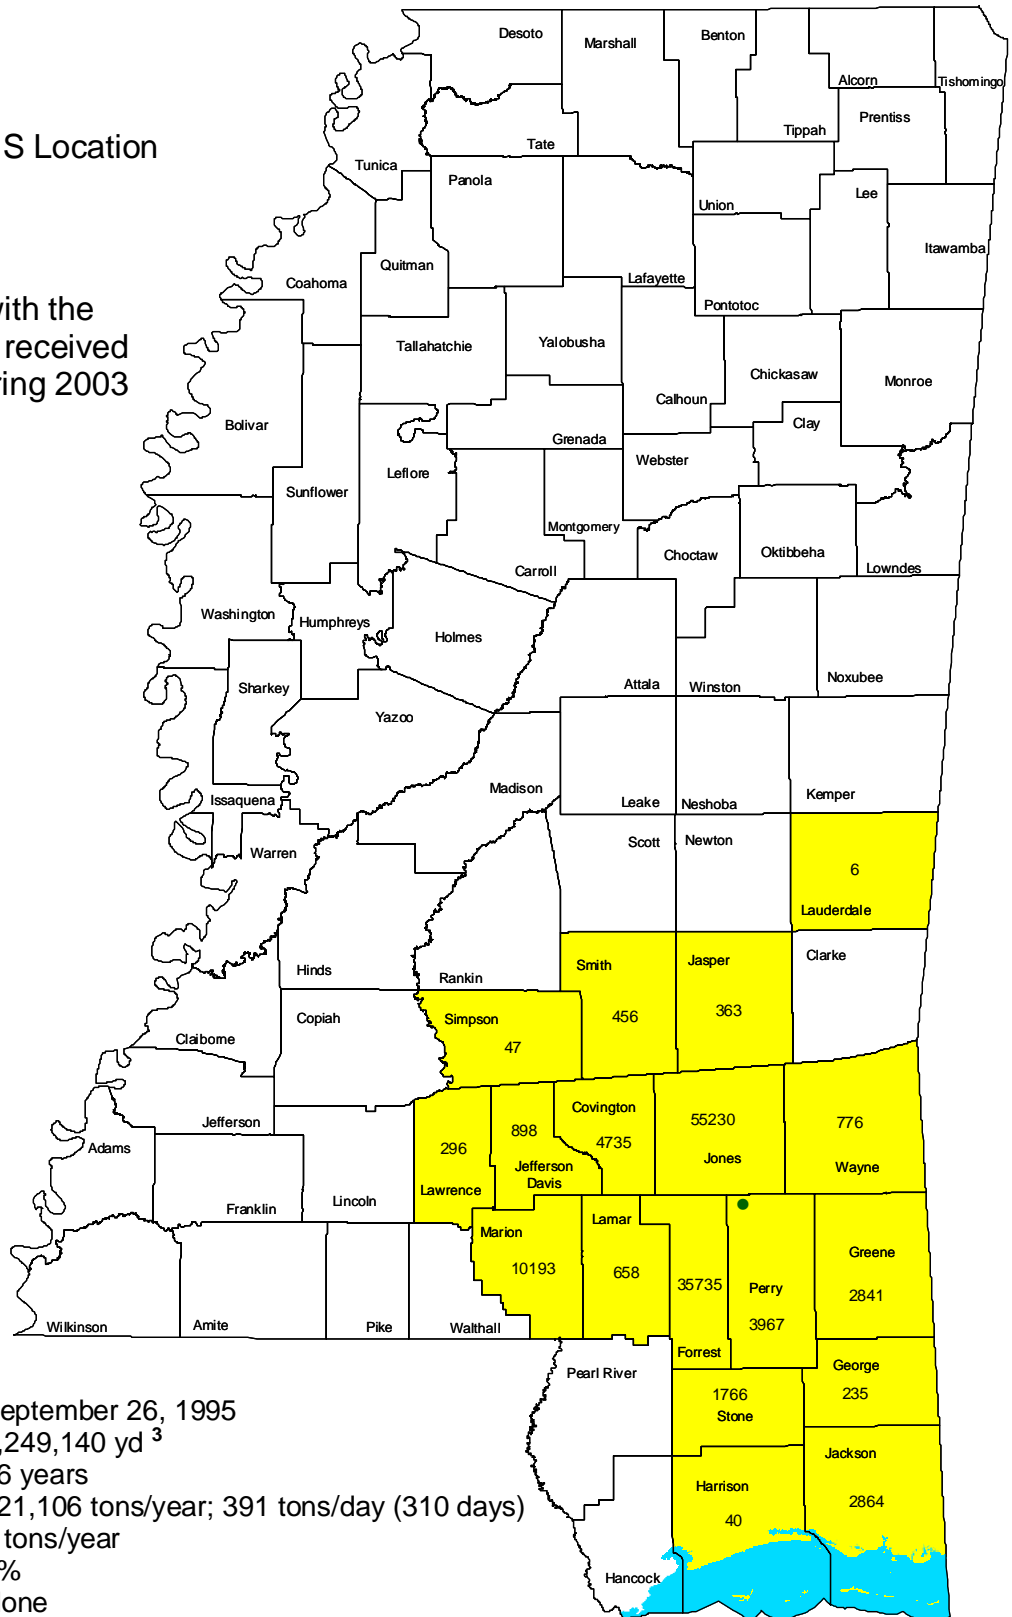 Desoto
Marshall
Benton
Alcorn
Tishomingo
Prentiss
Tippah
Tate
S Location
Tunica
Panola
Union
Lee
Itawamba
Quitman
Coahoma
Lafayette
Pontotoc
with the
received
ring 2003
Tallahatchie
Yalobusha
Chickasaw
Monroe
Calhoun
Clay
Bolivar
Grenada
Webster
Leflore
Sunflower
Montgomery
Choctaw
Oktibbeha
Lowndes
Carroll
Washington
Humphreys
Holmes
Attala
Winston
Noxubee
Sharkey
Yazoo
Madison
Issaquena
Leake
Neshoba
Kemper
Warren
Scott
Newton
6
Lauderdale
Hinds
Rankin
Smith
456
Jasper
363
Clarke
Copiah
Simpson
47
Claiborne
Jefferson
Adams
Franklin
Lincoln
296
Lawrence
898
Jefferson
Davis
Covington
4735
55230
Jones
776
Wayne
Marion
10193
Lamar
658
35735
Forrest
Perry
3967
Greene
2841
Wilkinson
Amite
Pike
Walthall
Pearl River
George
235
1766
Stone
Jackson
2864
Harrison
40
Hancock
eptember 26, 1995
,249,140 yd 3
6 years
21,106 tons/year; 391 tons/day (310 days)
tons/year
%
one